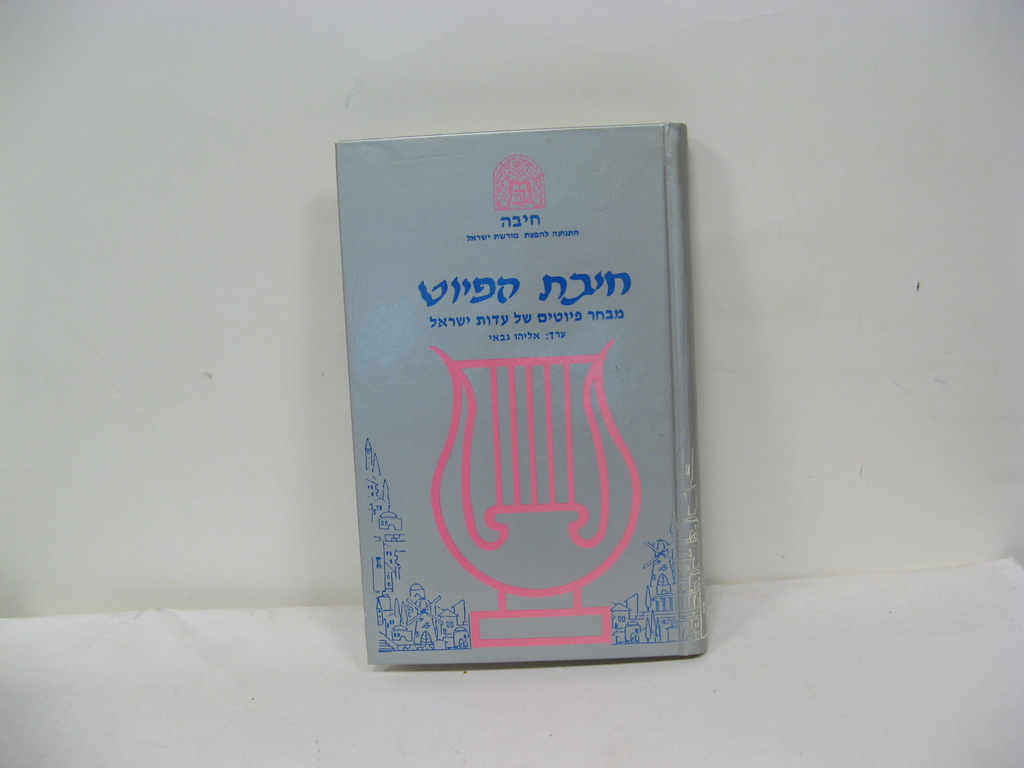 חיבה
התנועה להפצת מורשת ישראל
חיבת הפיוט
מבחר פיוטים של עדות ישראל
ערך: אליהו גבאי